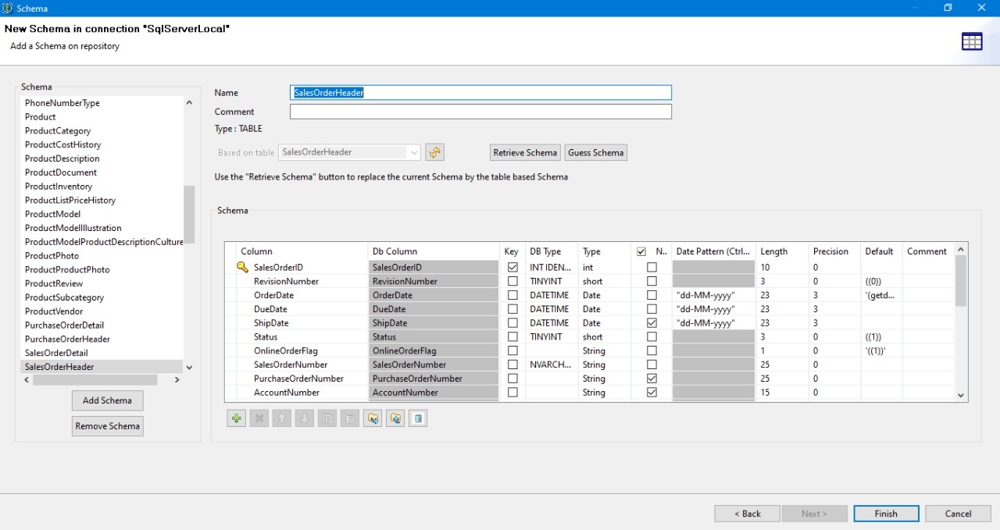 Schema
New Schema in connection "SqlServerLocal"
Add a Schema on repository
Schema
PhoneNumberType
Product
ProductCategory
ProductCostHistory
ProductDescription
ProductDocument
ProductInventory
ProductListPriceHistory
ProductModel
ProductModelIllustration
ProductModelProductDescriptionCulture
ProductPhoto
ProductProductPhoto
ProductReview
ProductSubcategory
ProductVendor
PurchaseOrderDetail
PurchaseOrderHeader
SalesOrderDetail
SalesOrderHeader
Add Schema
Remove Schema
Name SalesOrderHeader
Comment
Type : TABLE
Based on table SalesOrderHeader Retrieve Schema Guess Schema
Use the "Retrieve Schema" button to replace the current Schema by the table based Schema
Schema
Column Db Column Key DB Type Type N.. Date Pattern (Ctrl... Length Precision Default Comment
SalesOrderID SalesOrderID INT IDEN... int 10 0
RevisionNumber RevisionNumber TINYINT short 3 0 ((0))
OrderDate OrderDate DATETIME Date "dd-MM-yyyy" 23 3 '(getd...
DueDate DueDate DATETIME Date "dd-MM-yyyy" 23 3
ShipDate ShipDate DATETIME Date "dd-MM-yyyy" 23 3
Status Status TINYINT short 3 0 ((1))
OnlineOrderFlag OnlineOrderFlag String 1 0 '((1))'
SalesOrderNumber SalesOrderNumber NVARCH... String 25 0
PurchaseOrderNumber PurchaseOrderNumber String 25 0
AccountNumber AccountNumber String 15 0
< Back Next > Finish Cancel